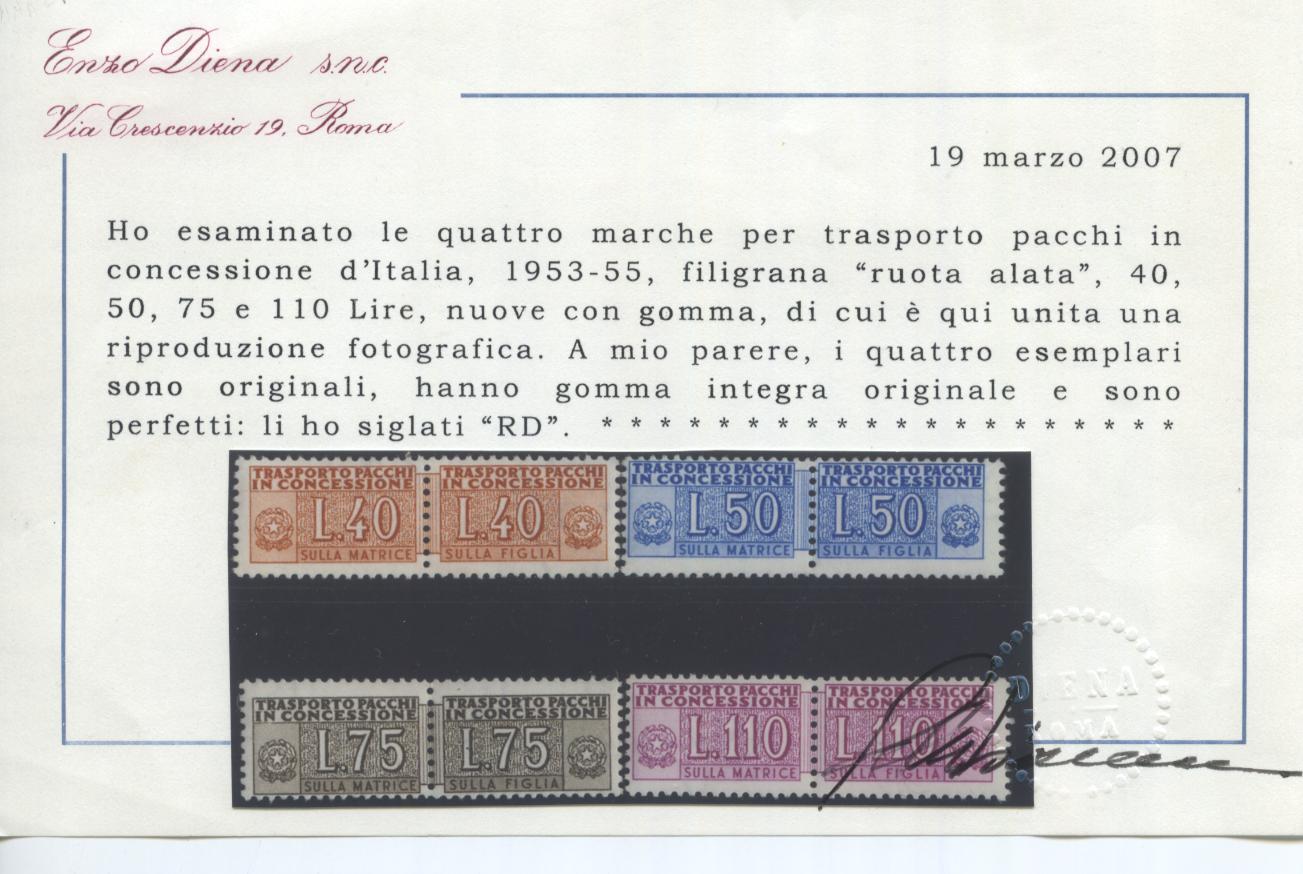 Enzo Diena s.n.c.
Via Crescenzio 19, Roma
19 marzo 2007
Ho esaminato le quattro marche per trasporto pacchi in
concessione d'Italia, 1953-55, filigrana “ruota alata”, 40,
50, 75 e 110 Lire, nuove con gomma, di cui è qui unita una
riproduzione fotografica. A mio parere, i quattro esemplari
sono originali, hanno gomma integra originale e sono
perfetti: li ho siglati “RD”. * * * * * * * * * * * * * * * * * * * *
TRASPORTO PACCHI TRASPORTO PACCHI TRASPORTO PACCHI TRASPORTO PACCHI
IN CONCESSIONE IN CONCESSIONE IN CONCESSIONE IN CONCESSIONE
L.40 L.40 L.50 L.50
SULLA MATRICE SULLA FIGLIA SULLA MATRICE SULLA FIGLIA
TRASPORTO PACCHI TRASPORTO PACCHI TRASPORTO PACCHI TRASPORTO PACCHI
IN CONCESSIONE IN CONCESSIONE IN CONCESSIONE IN CONCESSIONE
L.75 L.75 L.110 L.110
SULLA MATRICE SULLA FIGLIA SULLA MATRICE SULLA FIGLIA